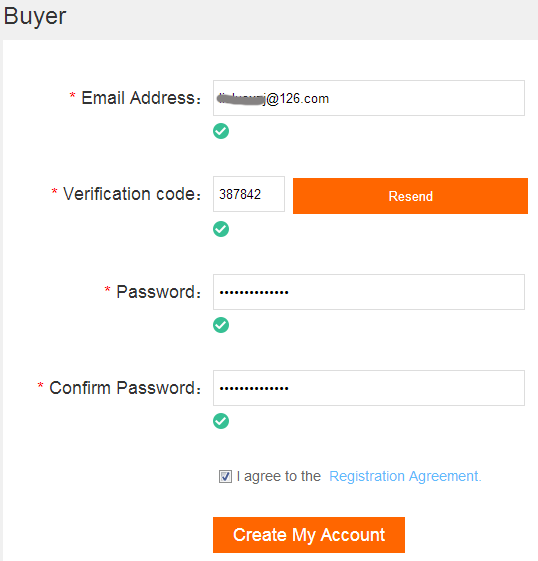 Buyer
* Email Address: @126.com
* Verification code: 387842 Resend
* Password: ••••••••••••••
* Confirm Password: ••••••••••••••
I agree to the Registration Agreement.
Create My Account